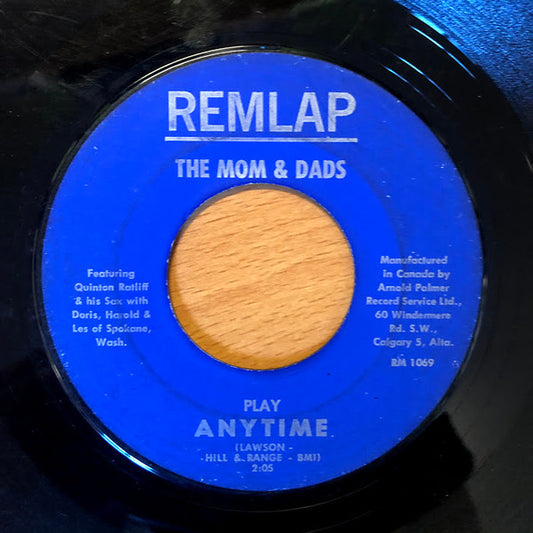 REMLAP
THE MOM & DADS
Featuring
Quinton Ratliff
& his Sax with
Doris, Harold &
Les of Spokane,
Wash.
Manufactured
in Canada by
Arnold Palmer
Record Service Ltd.,
60 Windermere
Rd. S.W.,
Calgary 5, Alta.
RM 1069
PLAY
ANYTIME
(LAWSON -
-HILL & RANGE - BMI)
2:05